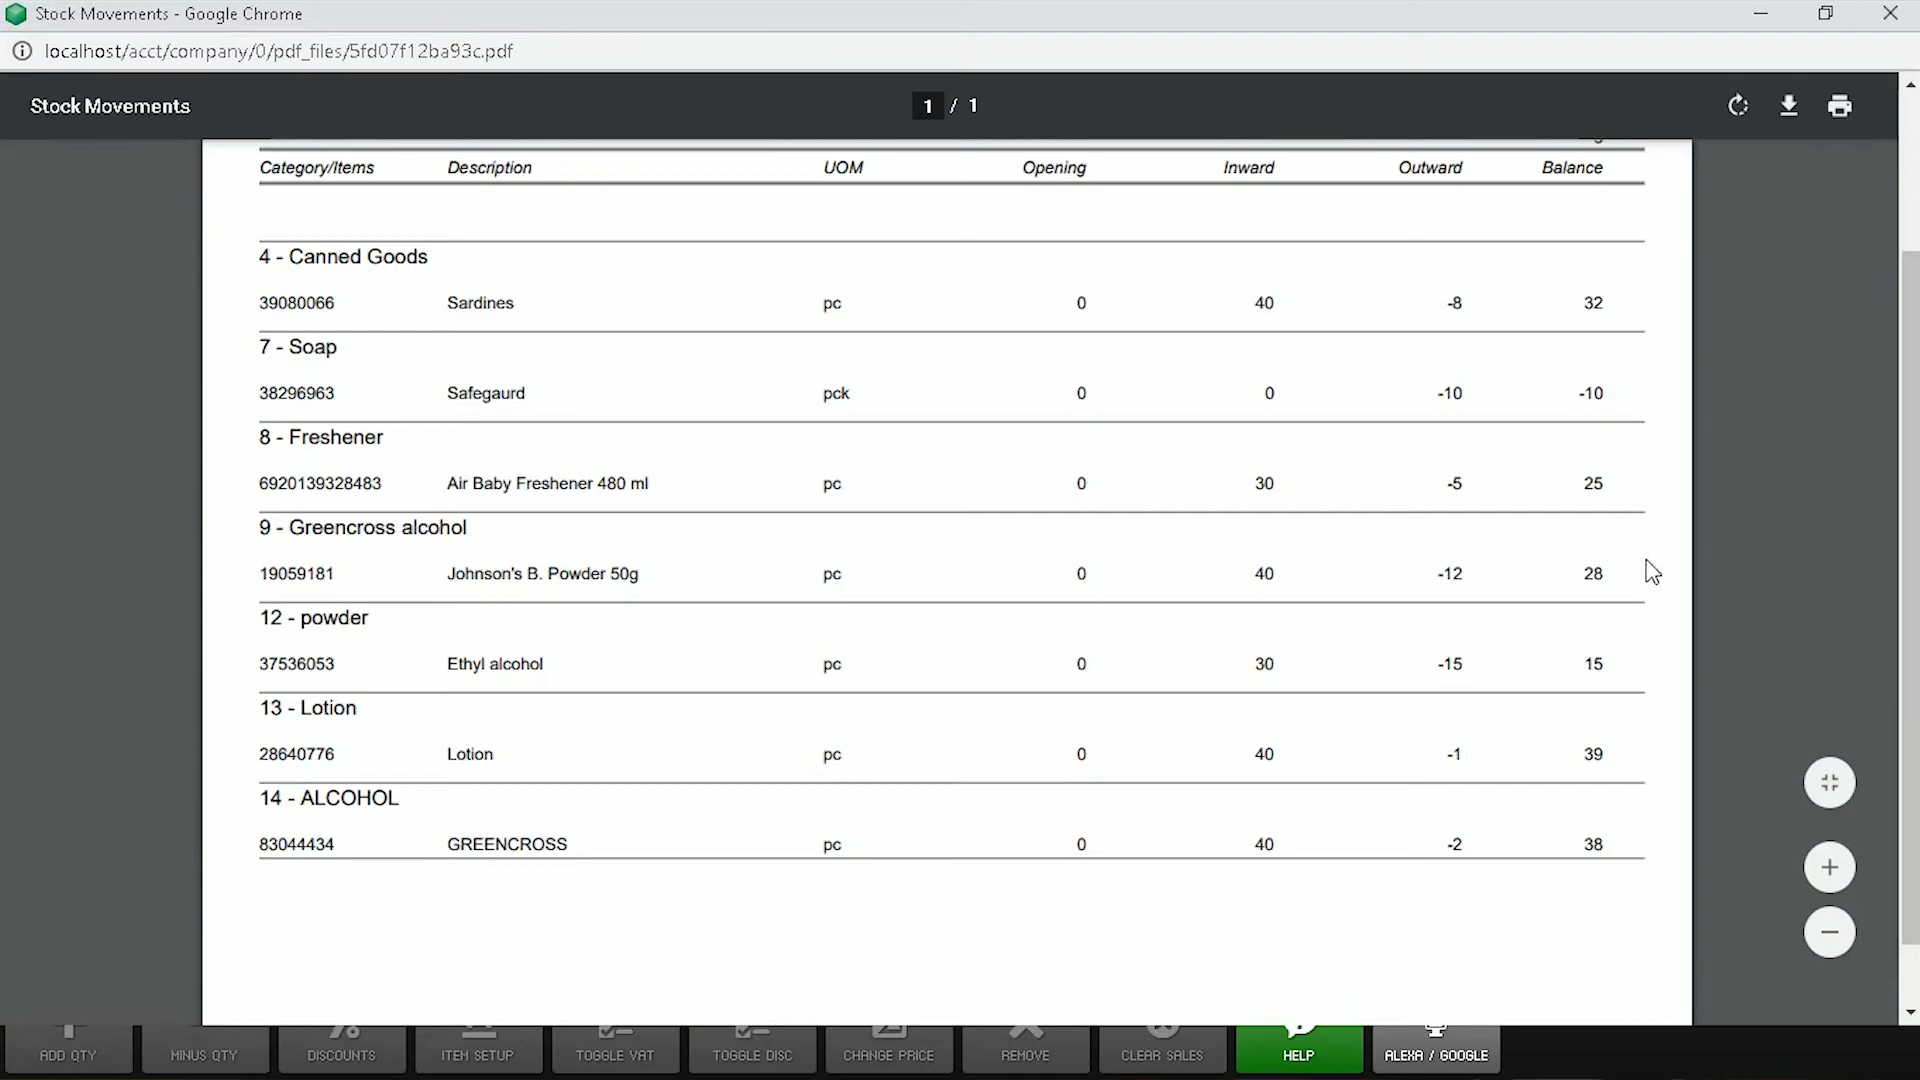 Stock Movements - Google Chrome
localhost/acct/company/0/pdf_files/5fd07f12ba93c.pdf
Stock Movements 1 / 1
Category/Items Description UOM Opening Inward Outward Balance
4 - Canned Goods
39080066 Sardines pc 0 40 -8 32
7 - Soap
38296963 Safegaurd pck 0 0 -10 -10
8 - Freshener
6920139328483 Air Baby Freshener 480 ml pc 0 30 -5 25
9 - Greencross alcohol
19059181 Johnson's B. Powder 50g pc 0 40 -12 28
12 - powder
37536053 Ethyl alcohol pc 0 30 -15 15
13 - Lotion
28640776 Lotion pc 0 40 -1 39
14 - ALCOHOL
83044434 GREENCROSS pc 0 40 -2 38
ADD QTY MINUS QTY DISCOUNTS ITEM SETUP TOGGLE VAT TOGGLE DISC CHANGE PRICE REMOVE CLEAR SALES HELP ALEXA / GOOGLE